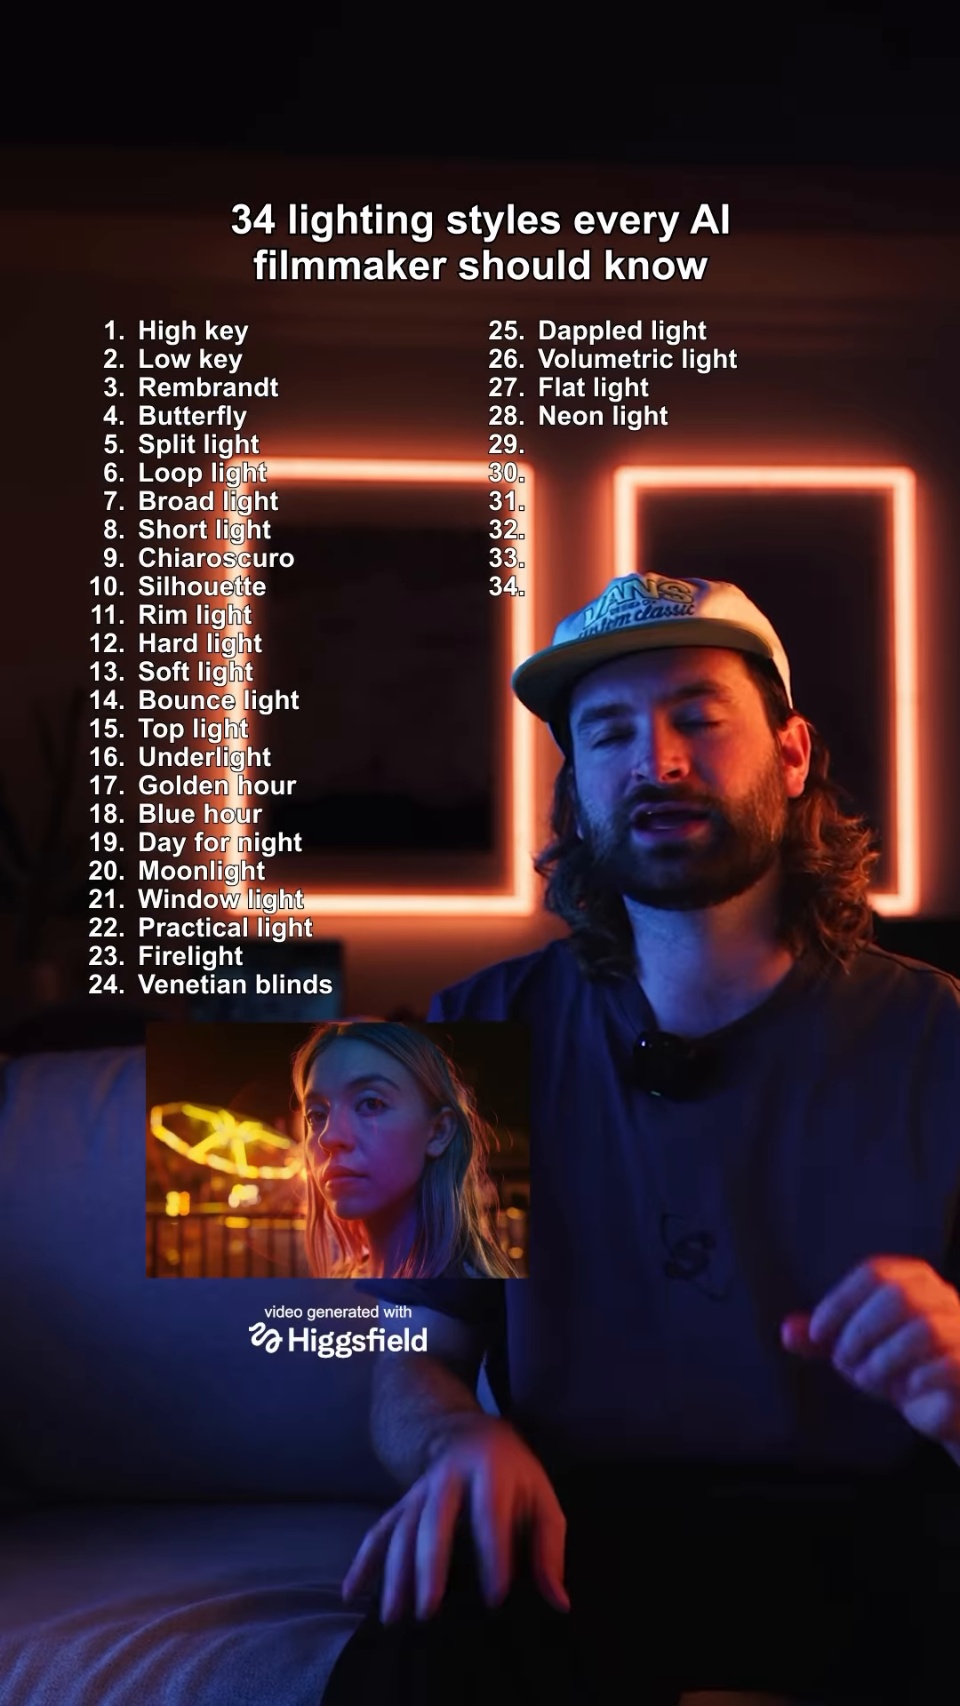 34 lighting styles every AI
filmmaker should know
1. High key
2. Low key
3. Rembrandt
4. Butterfly
5. Split light
6. Loop light
7. Broad light
8. Short light
9. Chiaroscuro
10. Silhouette
11. Rim light
12. Hard light
13. Soft light
14. Bounce light
15. Top light
16. Underlight
17. Golden hour
18. Blue hour
19. Day for night
20. Moonlight
21. Window light
22. Practical light
23. Firelight
24. Venetian blinds
25. Dappled light
26. Volumetric light
27. Flat light
28. Neon light
29.
30.
31.
32.
33.
34.
VANS
custom classic
video generated with
Higgsfield